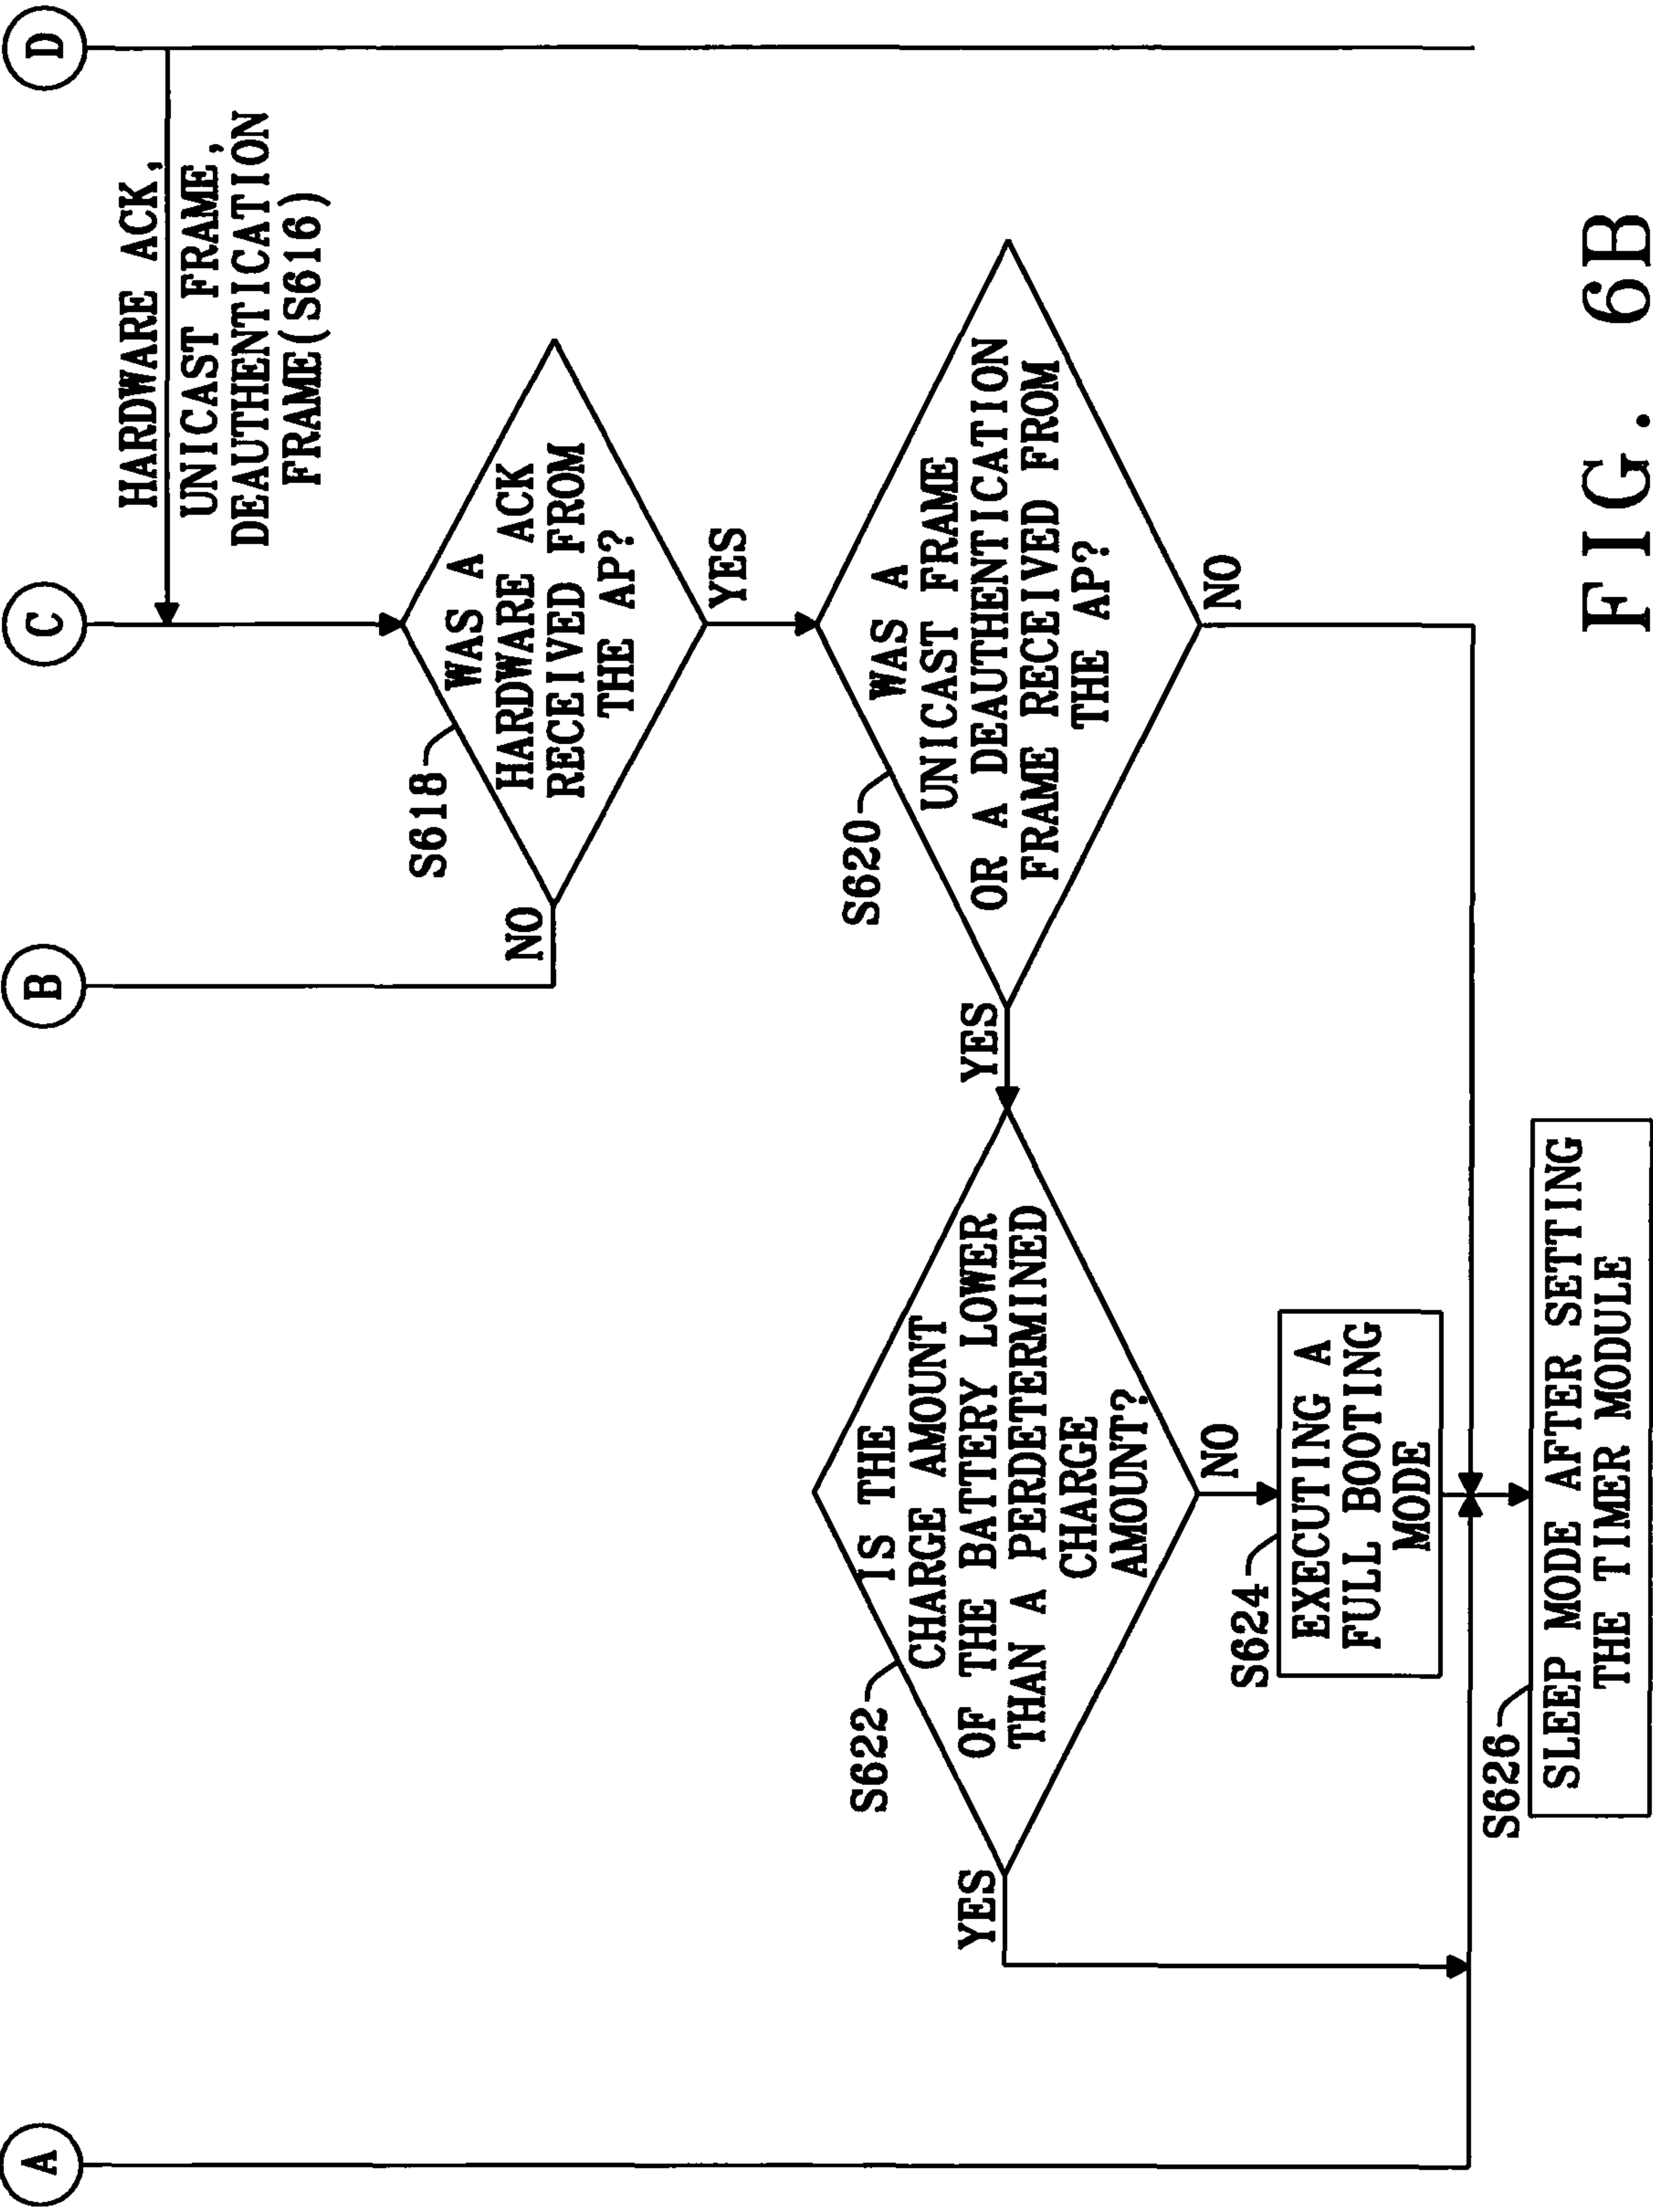 A
B
C
D
HARDWARE ACK,
UNICAST FRAME,
DEAUTHENTICATION
FRAME(S616)
S618
WAS A
HARDWARE ACK
RECEIVED FROM
THE AP?
NO
YES
S620
WAS A
UNICAST FRAME
OR A DEAUTHENTICATION
FRAME RECEIVED FROM
THE AP?
YES
NO
S622
IS THE
CHARGE AMOUNT
OF THE BATTERY LOWER
THAN A PERDETERMINED
CHARGE
AMOUNT?
YES
NO
S624
EXECUTING A
FULL BOOTING
MODE
S626
SLEEP MODE AFTER SETTING
THE TIMER MODULE
FIG. 6B